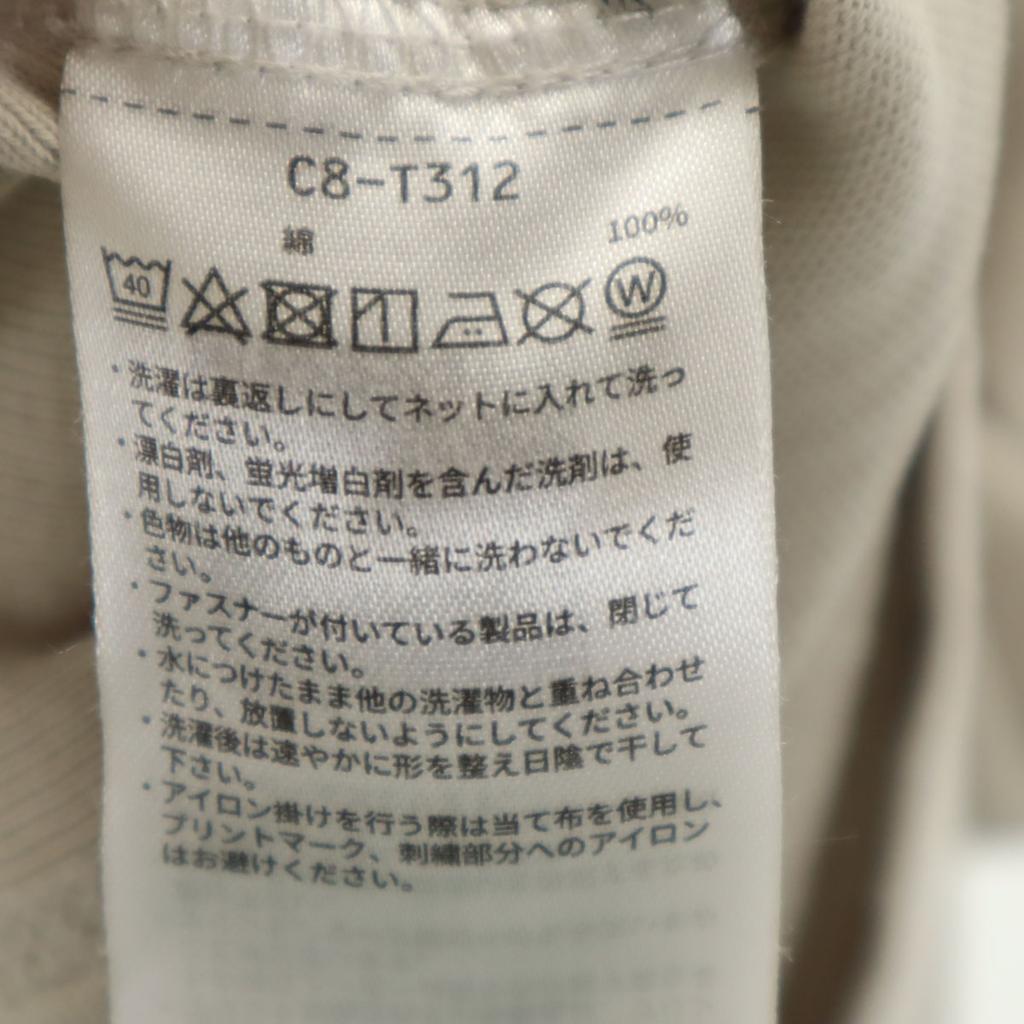 C8-T312
綿 100%
40
W
・洗濯は裏返しにしてネットに入れて洗っ
てください。
・漂白剤、蛍光増白剤を含んだ洗剤は、使
用しないでください。
・色物は他のものと一緒に洗わないでくだ
さい。
・ファスナーが付いている製品は、閉じて
洗ってください。
・水につけたまま他の洗濯物と重ね合わせ
たり、放置しないようにしてください。
・洗濯後は速やかに形を整え日陰で干して
下さい。
・アイロン掛けを行う際は当て布を使用し、
プリントマーク、刺繍部分へのアイロン
はお避けください。